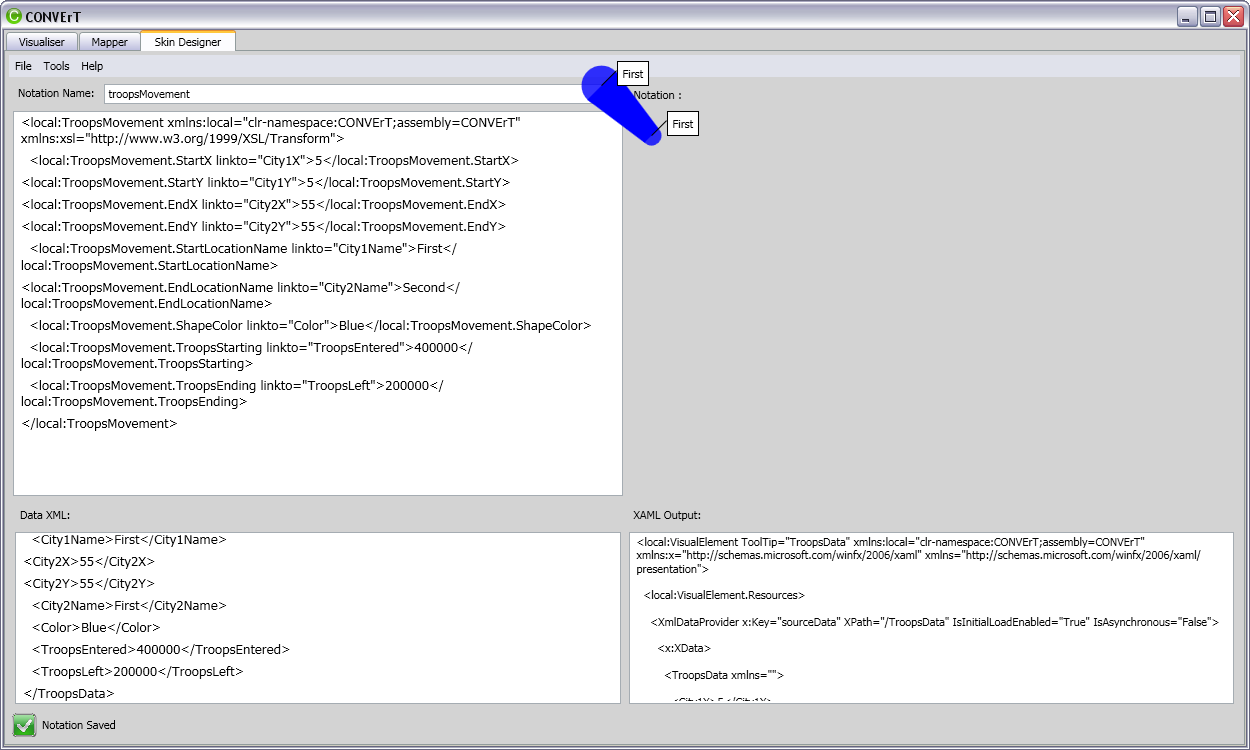 CONVErT
Visualiser Mapper Skin Designer
File Tools Help
Notation Name: troopsMovement
First
Notation :
First
<local:TroopsMovement xmlns:local="clr-namespace:CONVErT;assembly=CONVErT"
xmlns:xsl="http://www.w3.org/1999/XSL/Transform">
<local:TroopsMovement.StartX linkto="City1X">5</local:TroopsMovement.StartX>
<local:TroopsMovement.StartY linkto="City1Y">5</local:TroopsMovement.StartY>
<local:TroopsMovement.EndX linkto="City2X">55</local:TroopsMovement.EndX>
<local:TroopsMovement.EndY linkto="City2Y">55</local:TroopsMovement.EndY>
<local:TroopsMovement.StartLocationName linkto="City1Name">First</
local:TroopsMovement.StartLocationName>
<local:TroopsMovement.EndLocationName linkto="City2Name">Second</
local:TroopsMovement.EndLocationName>
<local:TroopsMovement.ShapeColor linkto="Color">Blue</local:TroopsMovement.ShapeColor>
<local:TroopsMovement.TroopsStarting linkto="TroopsEntered">400000</
local:TroopsMovement.TroopsStarting>
<local:TroopsMovement.TroopsEnding linkto="TroopsLeft">200000</
local:TroopsMovement.TroopsEnding>
</local:TroopsMovement>
Data XML:
<City1Name>First</City1Name>
<City2X>55</City2X>
<City2Y>55</City2Y>
<City2Name>First</City2Name>
<Color>Blue</Color>
<TroopsEntered>400000</TroopsEntered>
<TroopsLeft>200000</TroopsLeft>
</TroopsData>
XAML Output:
<local:VisualElement ToolTip="TroopsData" xmlns:local="clr-namespace:CONVErT;assembly=CONVErT"
xmlns:x="http://schemas.microsoft.com/winfx/2006/xaml" xmlns="http://schemas.microsoft.com/winfx/2006/xaml/
presentation">
<local:VisualElement.Resources>
<XmlDataProvider x:Key="sourceData" XPath="/TroopsData" IsInitialLoadEnabled="True" IsAsynchronous="False">
<x:XData>
<TroopsData xmlns="">
<City1X>5</City1X>
Notation Saved